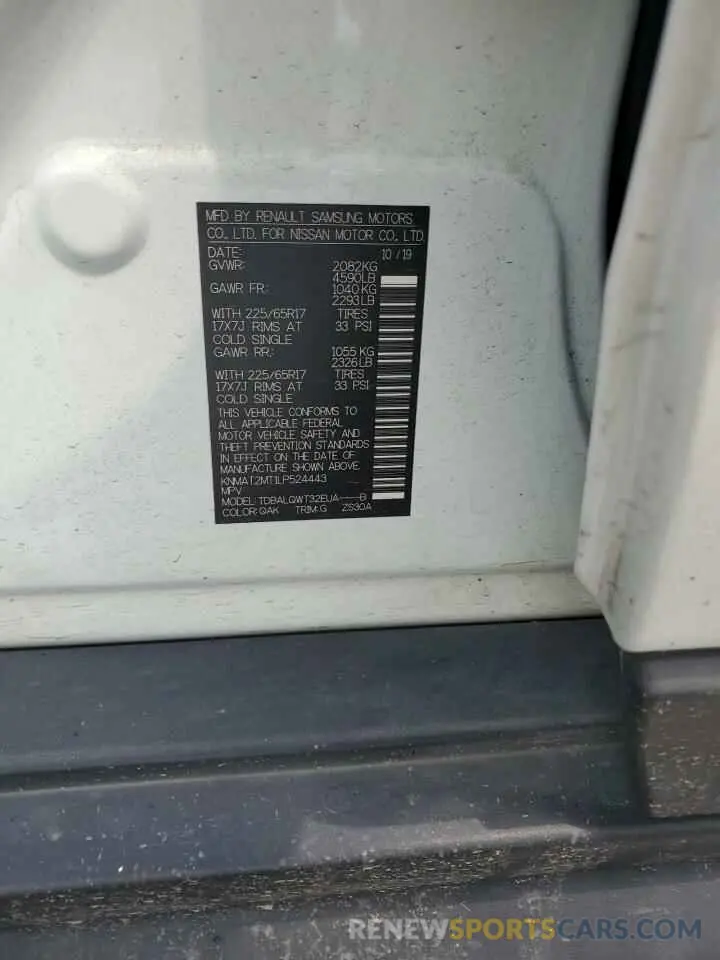 MFD BY RENAULT SAMSUNG MOTORS
CO., LTD. FOR NISSAN MOTOR CO., LTD.
DATE: 10 / 19
GVWR: 2082KG
4590LB
GAWR FR.: 1040KG
2293LB
WITH 225/65R17 TIRES
17X7J RIMS AT 33 PSI
COLD SINGLE
GAWR RR.: 1055 KG
2326LB
WITH 225/65R17 TIRES
17X7J RIMS AT 33 PSI
COLD SINGLE
THIS VEHICLE CONFORMS TO
ALL APPLICABLE FEDERAL
MOTOR VEHICLE SAFETY AND
THEFT PREVENTION STANDARDS
IN EFFECT ON THE DATE OF
MANUFACTURE SHOWN ABOVE.
KNMAT2MT1LP524443
MPV
MODEL: TDBALQWT32EUA----B
COLOR: QAK TRIM: G ZS30A
RENEWSPORTSCARS.COM